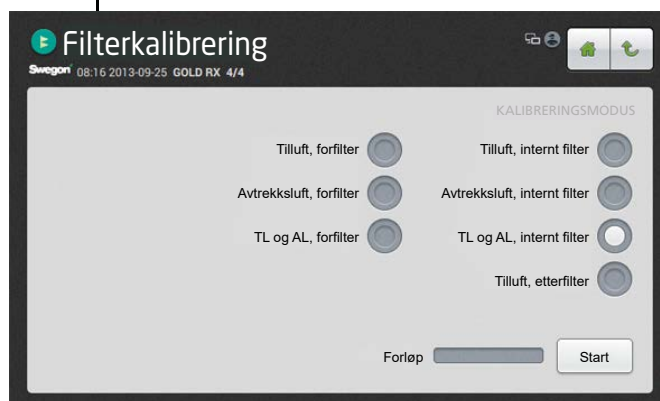 Filterkalibrering
Swegon 08:16 2013-09-25 GOLD RX 4/4
KALIBRERINGSMODUS
Tilluft, forfilter
Tilluft, internt filter
Avtrekksluft, forfilter
Avtrekksluft, internt filter
TL og AL, forfilter
TL og AL, internt filter
Tilluft, etterfilter
Forløp
Start